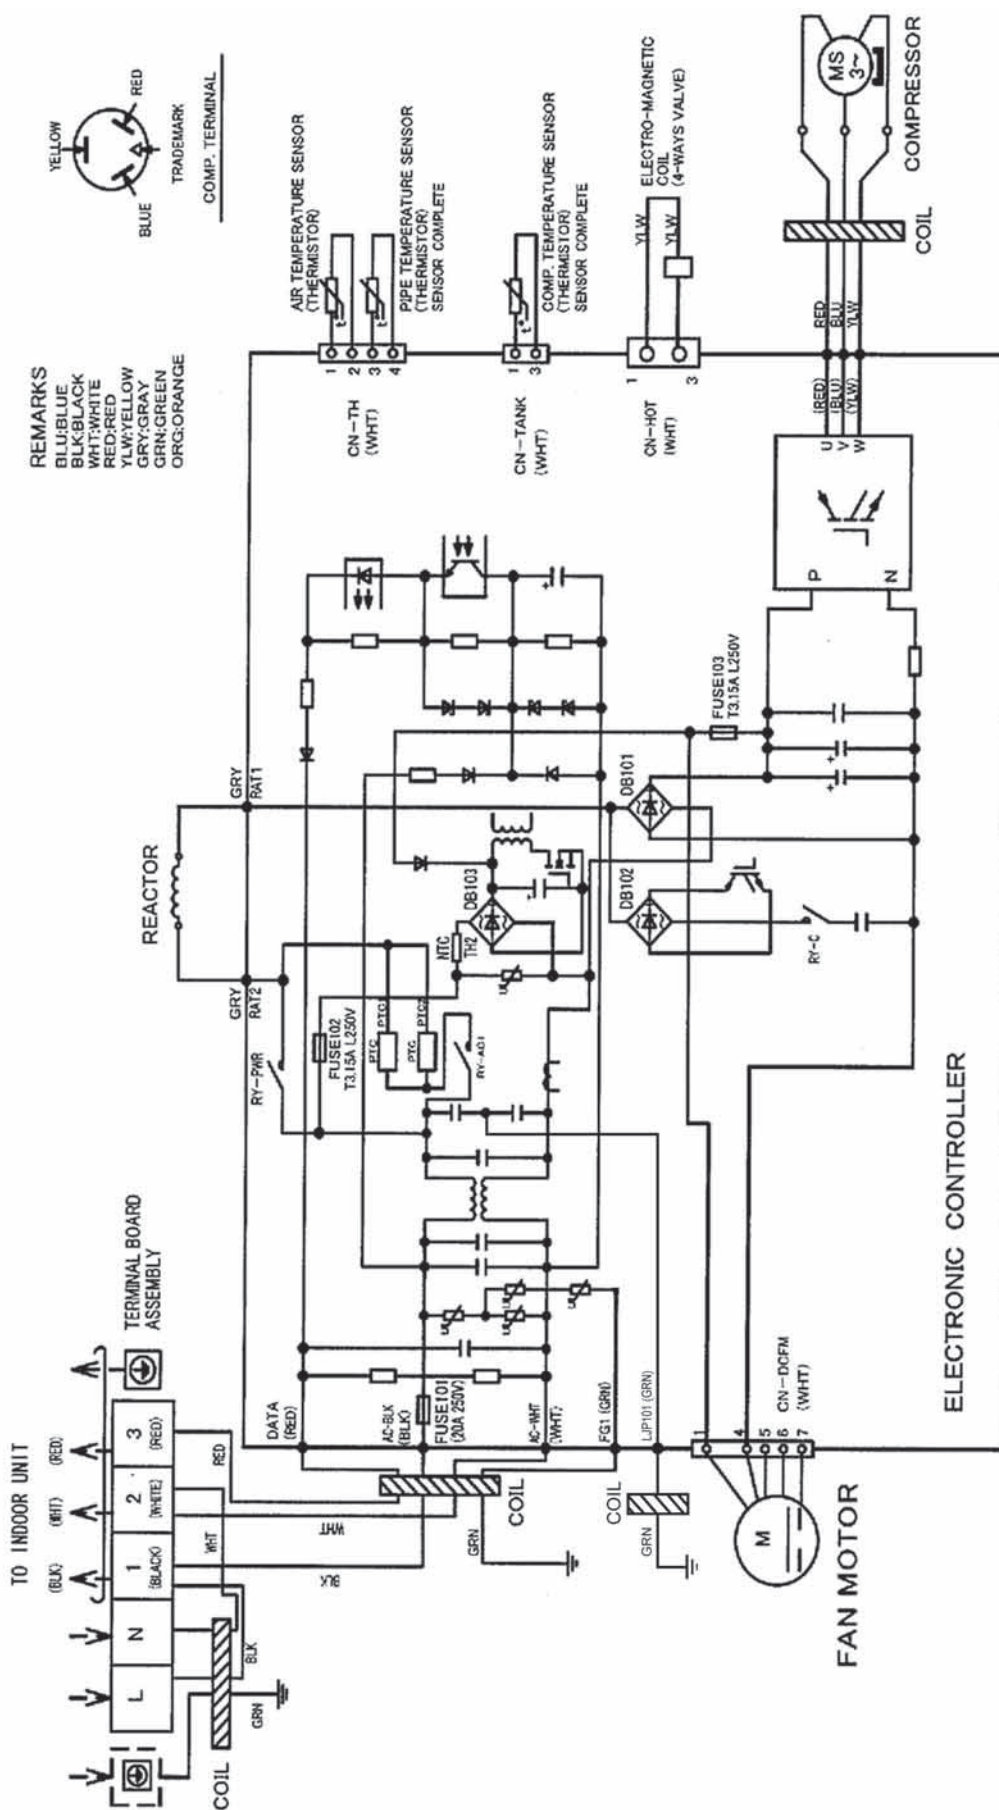 REMARKS
BLU:BLUE
BLK:BLACK
WHT:WHITE
RED:RED
YLW:YELLOW
GRY:GRAY
GRN:GREEN
ORG:ORANGE
YELLOW
RED
BLUE
TRADEMARK
COMP. TERMINAL
TO INDOOR UNIT
(BLK)
(WHT)
(RED)
L
N
1
(BLACK)
2
(WHITE)
3
(RED)
TERMINAL BOARD
ASSEMBLY
COIL
GRN
BLK
WHT
RED
WHT
BLK
GRN
COIL
COIL
GRN
REACTOR
GRY
RAT2
GRY
RAT1
RY-PWR
DATA
(RED)
AC-BLK
(BLK)
FUSE101
(20A 250V)
AC-WHT
(WHT)
FG1 (GRN)
LJP101 (GRN)
FUSE102
T3.15A L250V
PTC
PTC1
PTC
PTC2
RY-AC1
NTC
TH2
DB103
DB101
DB102
RY-C
FUSE103
T3.15A L250V
P
N
U
V
W
(RED)
(BLU)
(YLW)
RED
BLU
YLW
COIL
MS
3~
COMPRESSOR
AIR TEMPERATURE SENSOR
(THERMISTOR)
PIPE TEMPERATURE SENSOR
(THERMISTOR)
SENSOR COMPLETE
t°
t°
1
2
3
4
CN-TH
(WHT)
COMP. TEMPERATURE SENSOR
(THERMISTOR)
SENSOR COMPLETE
t°
1
3
CN-TANK
(WHT)
ELECTRO-MAGNETIC
COIL
(4-WAYS VALVE)
YLW
YLW
1
3
CN-HOT
(WHT)
1
4
5
6
7
CN-DCFM
(WHT)
M
FAN MOTOR
ELECTRONIC CONTROLLER